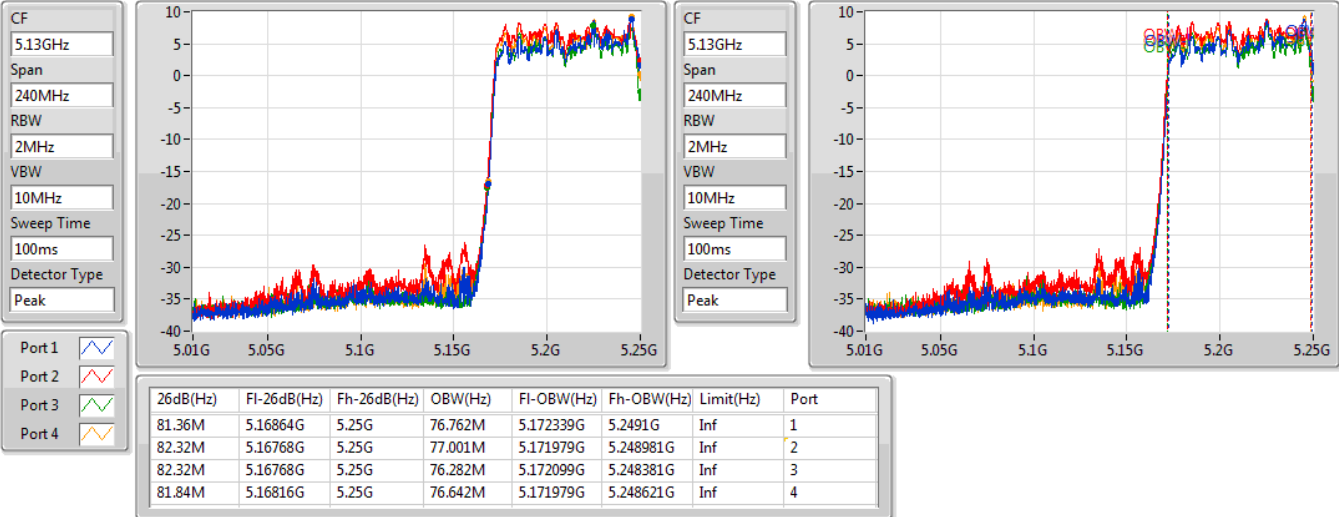 CF
5.13GHz
Span
240MHz
RBW
2MHz
VBW
10MHz
Sweep Time
100ms
Detector Type
Peak
10
5
0
-5
-10
-15
-20
-25
-30
-35
-40
5.01G 5.05G 5.1G 5.15G 5.2G 5.25G
CF
5.13GHz
Span
240MHz
RBW
2MHz
VBW
10MHz
Sweep Time
100ms
Detector Type
Peak
10
5
0
-5
-10
-15
-20
-25
-30
-35
-40
5.01G 5.05G 5.1G 5.15G 5.2G 5.25G
Port 1
Port 2
Port 3
Port 4
26dB(Hz) Fl-26dB(Hz) Fh-26dB(Hz) OBW(Hz) Fl-OBW(Hz) Fh-OBW(Hz) Limit(Hz) Port
81.36M 5.16864G 5.25G 76.762M 5.172339G 5.2491G Inf 1
82.32M 5.16768G 5.25G 77.001M 5.171979G 5.248981G Inf 2
82.32M 5.16768G 5.25G 76.282M 5.172099G 5.248381G Inf 3
81.84M 5.16816G 5.25G 76.642M 5.171979G 5.248621G Inf 4